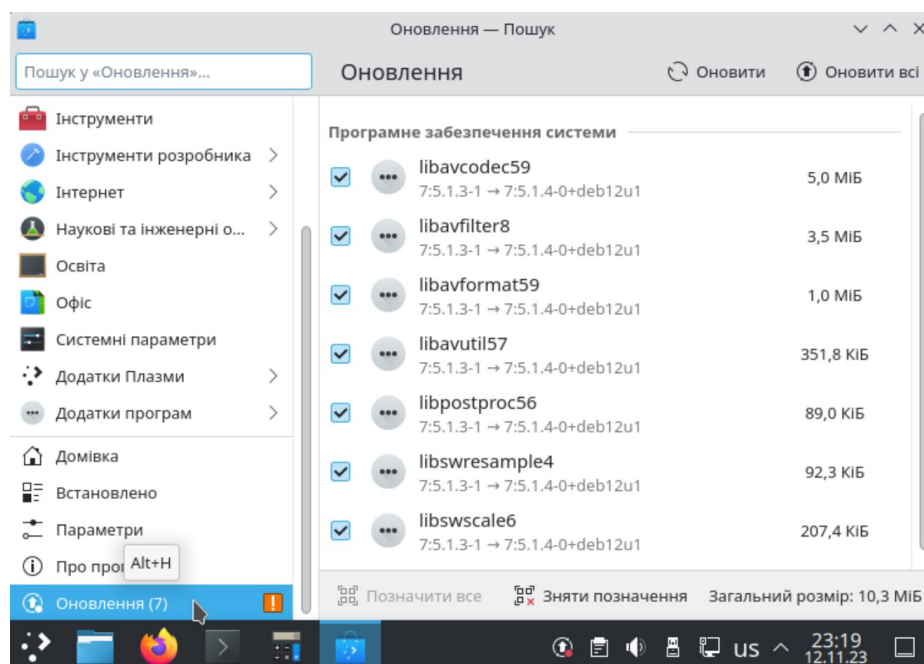 Оновлення — Пошук
Пошук у «Оновлення»...
Оновлення
Оновити
Оновити всі
Інструменти
Інструменти розробника
Інтернет
Наукові та інженерні о...
Освіта
Офіс
Системні параметри
Додатки Плазми
Додатки програм
Домівка
Встановлено
Параметри
Про про
Alt+H
Оновлення (7)
Програмне забезпечення системи
libavcodec59
7:5.1.3-1 → 7:5.1.4-0+deb12u1
5,0 МіБ
libavfilter8
7:5.1.3-1 → 7:5.1.4-0+deb12u1
3,5 МіБ
libavformat59
7:5.1.3-1 → 7:5.1.4-0+deb12u1
1,0 МіБ
libavutil57
7:5.1.3-1 → 7:5.1.4-0+deb12u1
351,8 КіБ
libpostproc56
7:5.1.3-1 → 7:5.1.4-0+deb12u1
89,0 КіБ
libswresample4
7:5.1.3-1 → 7:5.1.4-0+deb12u1
92,3 КіБ
libswscale6
7:5.1.3-1 → 7:5.1.4-0+deb12u1
207,4 КіБ
Позначити все
Зняти позначення
Загальний розмір: 10,3 МіБ
us
23:19
12.11.23